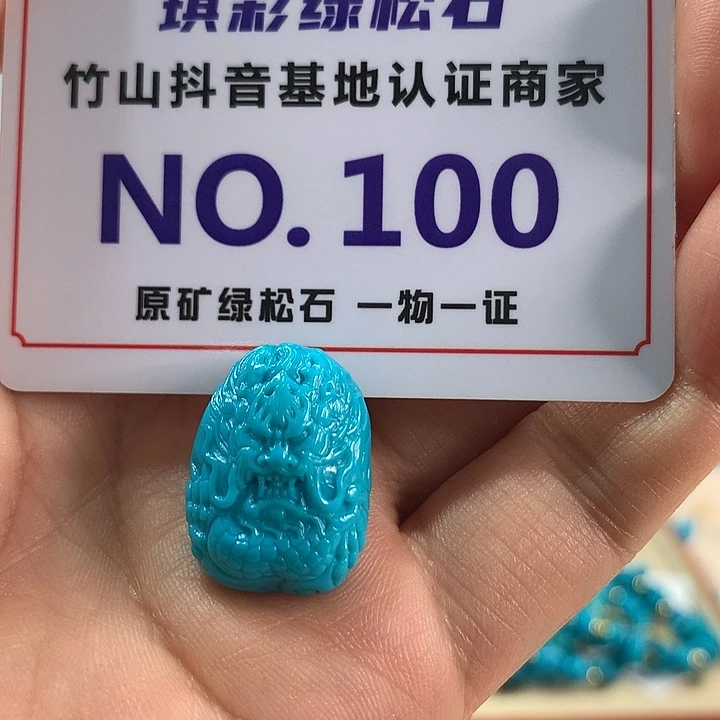 琪彩绿松石
竹山抖音基地认证商家
NO.100
原矿绿松石 一物一证